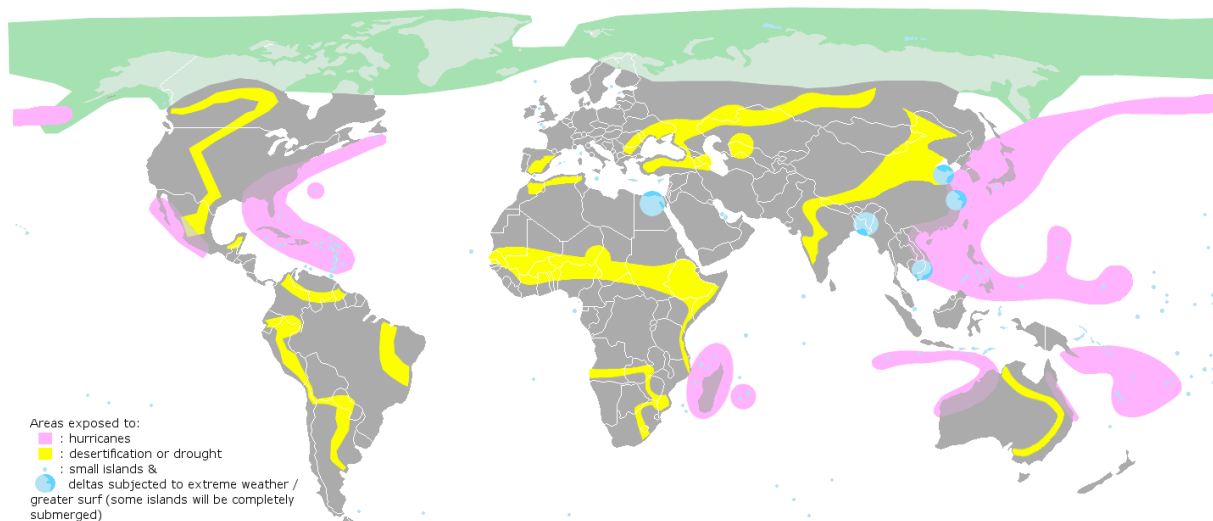 Areas exposed to:
: hurricanes
: desertification or drought
: small islands &
deltas subjected to extreme weather /
greater surf (some islands will be completely
submerged)